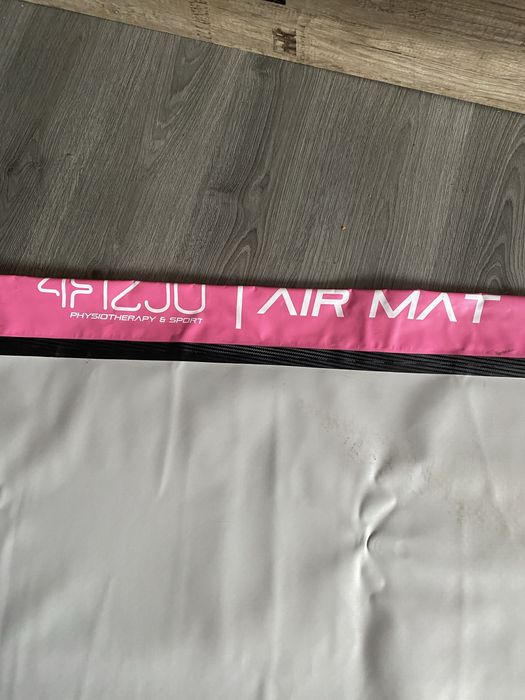 4FIZJO | AIR MAT
PHYSIOTHERAPY & SPORT